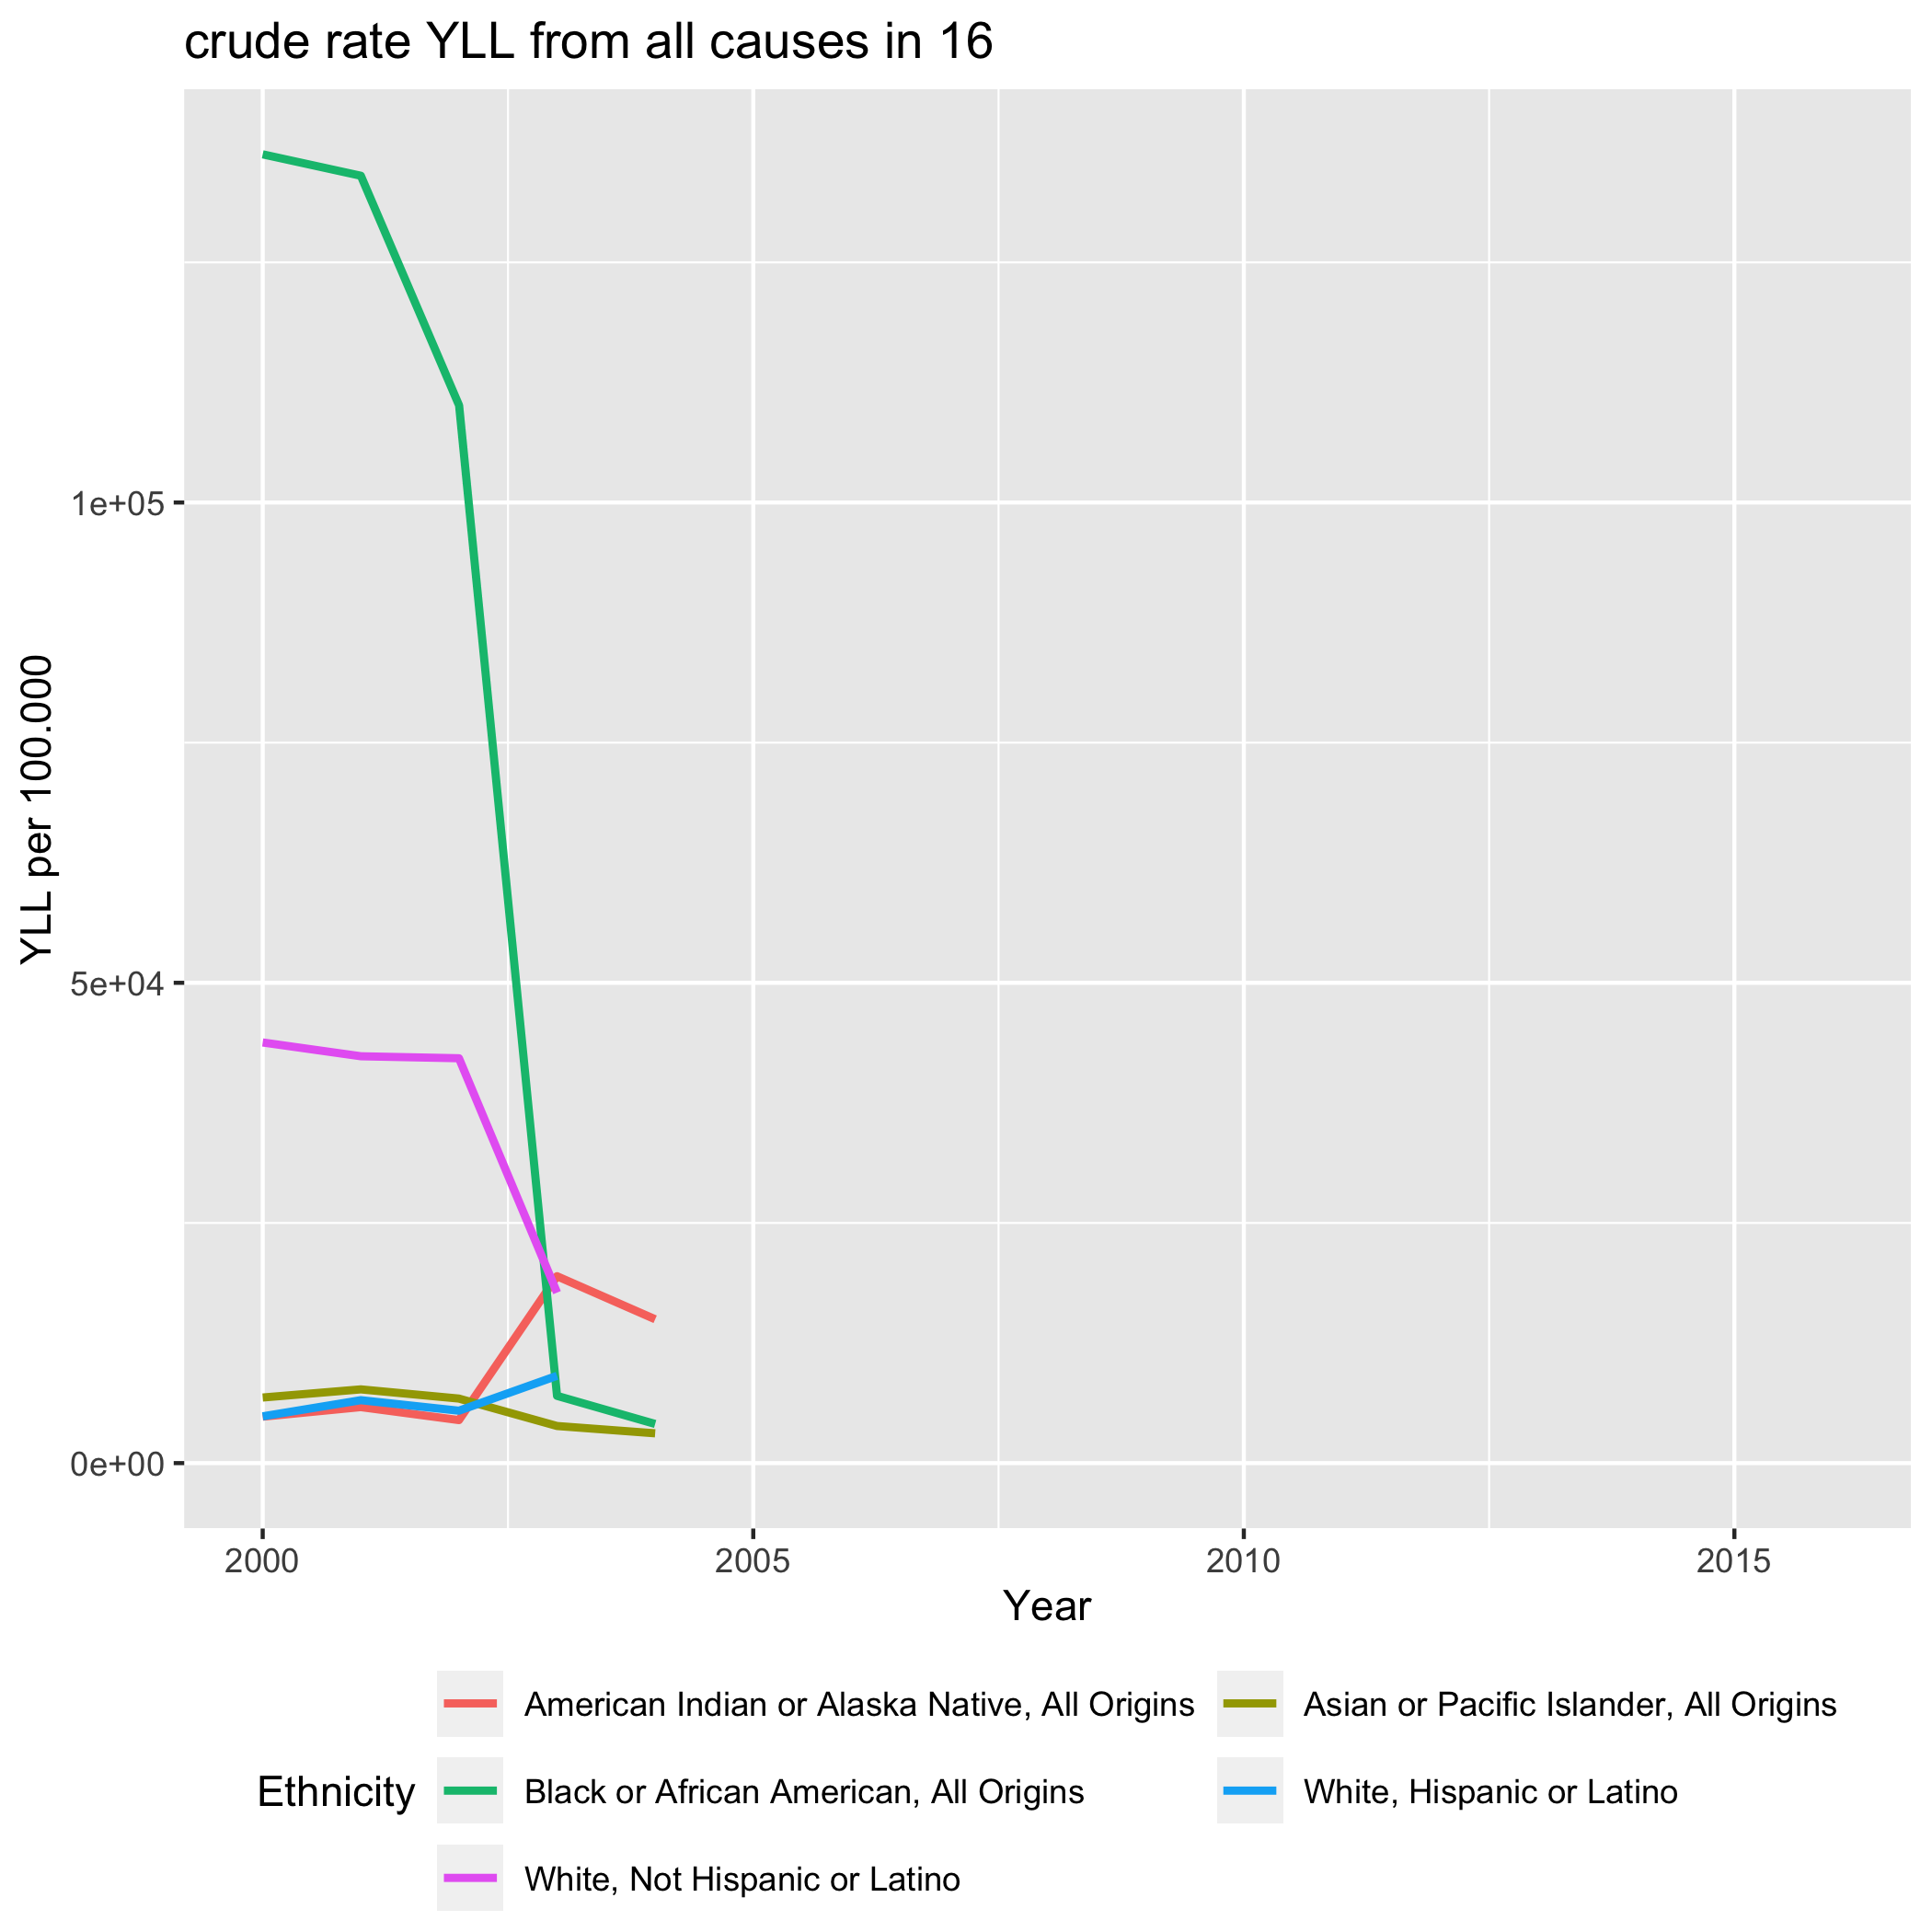 crude rate YLL from all causes in 16
YLL per 100.000
1e+05
5e+04
0e+00
2000 2005 2010 2015
Year
Ethnicity
American Indian or Alaska Native, All Origins
Asian or Pacific Islander, All Origins
Black or African American, All Origins
White, Hispanic or Latino
White, Not Hispanic or Latino